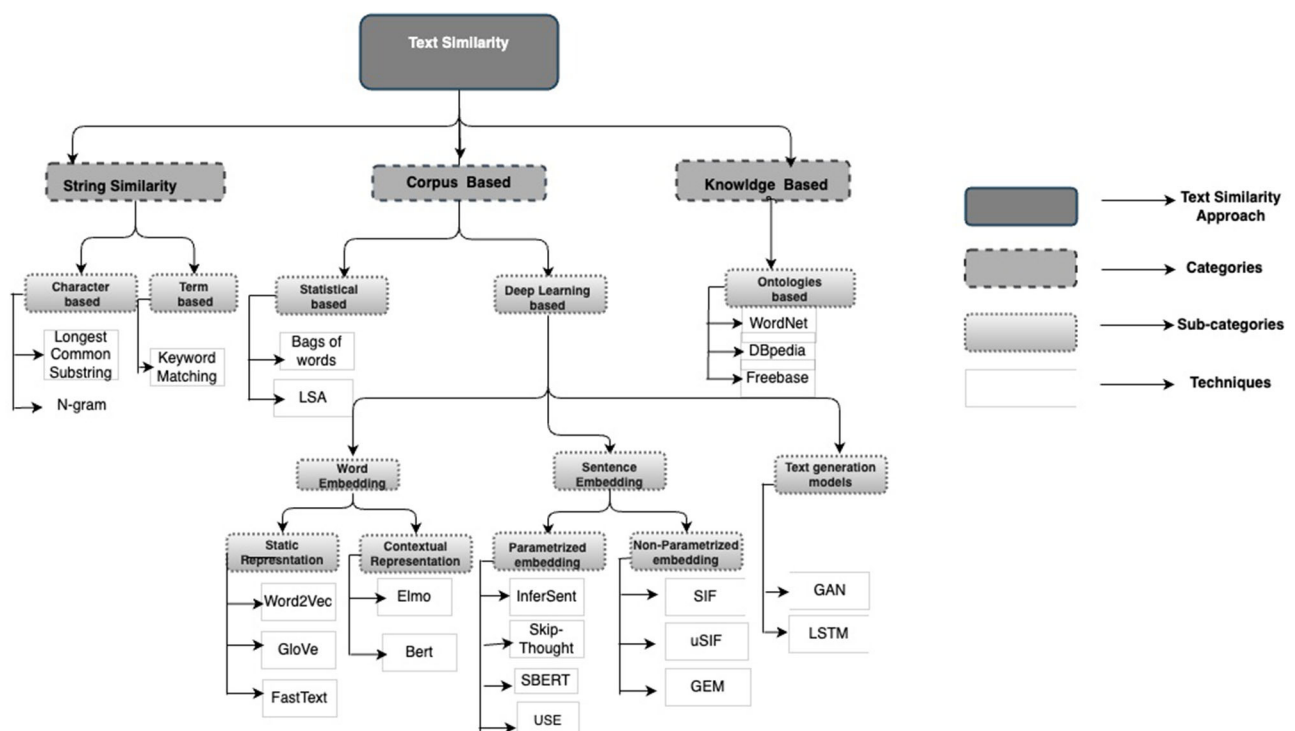 Text Similarity
String Similarity
Corpus Based
Knowldge Based
Character
based
Term
based
Statistical
based
Deep Learning
based
Ontologies
based
Longest
Common
Substring
N-gram
Keyword
Matching
Bags of
words
LSA
WordNet
DBpedia
Freebase
Word
Embedding
Sentence
Embedding
Text generation
models
Static
Represntation
Contextual
Representation
Parametrized
embedding
Non-Parametrized
embedding
Word2Vec
GloVe
FastText
Elmo
Bert
InferSent
Skip-
Thought
SBERT
USE
SIF
uSIF
GEM
GAN
LSTM
Text Similarity
Approach
Categories
Sub-categories
Techniques